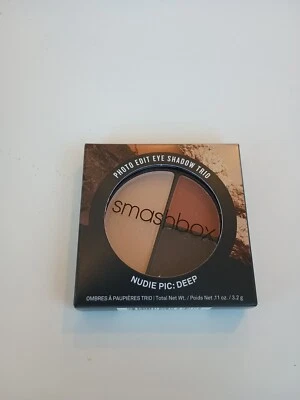 PHOTO EDIT EYE SHADOW TRIO
smashbox
NUDIE PIC: DEEP
OMBRES À PAUPIÈRES TRIO | Total Net Wt. / Poids Net .11 oz. / 3.2 g